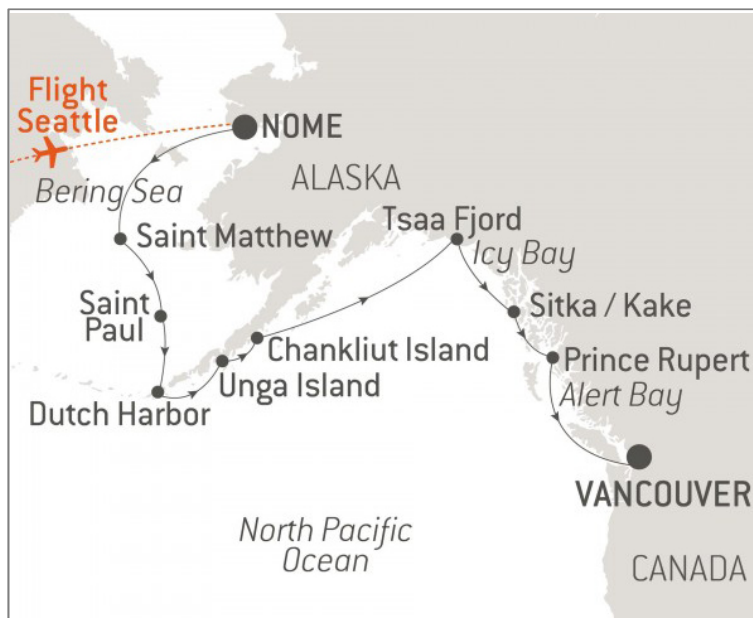 Flight
Seattle
NOME
Bering Sea
ALASKA
Saint Matthew
Tsaa Fjord
Icy Bay
Saint
Paul
Sitka / Kake
Chankliut Island
Prince Rupert
Unga Island
Alert Bay
Dutch Harbor
VANCOUVER
North Pacific
Ocean
CANADA